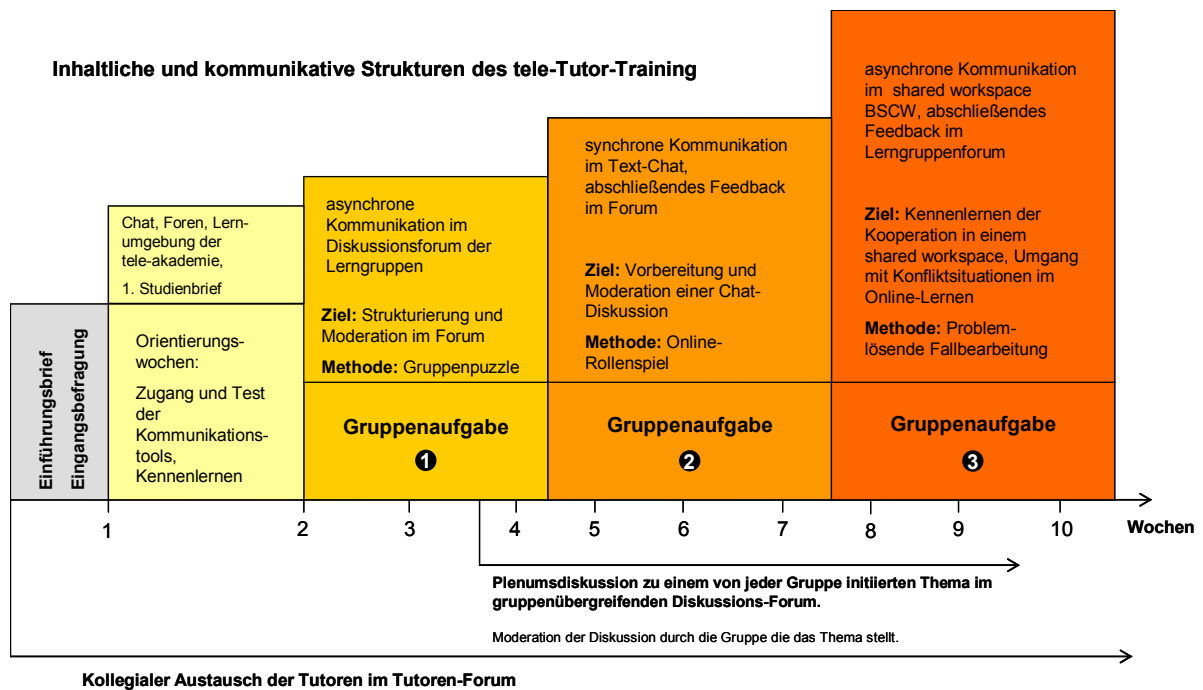 Inhaltliche und kommunikative Strukturen des tele-Tutor-Training
Einführungsbrief
Eingangsbefragung
Chat, Foren, Lern-
umgebung der
tele-akademie,
1. Studienbrief
Orientierungs-
wochen:
Zugang und Test
der
Kommunikations-
tools,
Kennenlernen
asynchrone
Kommunikation im
Diskussionsforum der
Lerngruppen
Ziel: Strukturierung und
Moderation im Forum
Methode: Gruppenpuzzle
Gruppenaufgabe
1
synchrone Kommunikation
im Text-Chat,
abschließendes Feedback
im Forum
Ziel: Vorbereitung und
Moderation einer Chat-
Diskussion
Methode: Online-
Rollenspiel
Gruppenaufgabe
2
asynchrone Kommunikation
im shared workspace
BSCW, abschließendes
Feedback im
Lerngruppenforum
Ziel: Kennenlernen der
Kooperation in einem
shared workspace, Umgang
mit Konfliktsituationen im
Online-Lernen
Methode: Problem-
lösende Fallbearbeitung
Gruppenaufgabe
3
1 2 3 4 5 6 7 8 9 10 Wochen
Plenumsdiskussion zu einem von jeder Gruppe initiierten Thema im
gruppenübergreifenden Diskussions-Forum.
Moderation der Diskussion durch die Gruppe die das Thema stellt.
Kollegialer Austausch der Tutoren im Tutoren-Forum